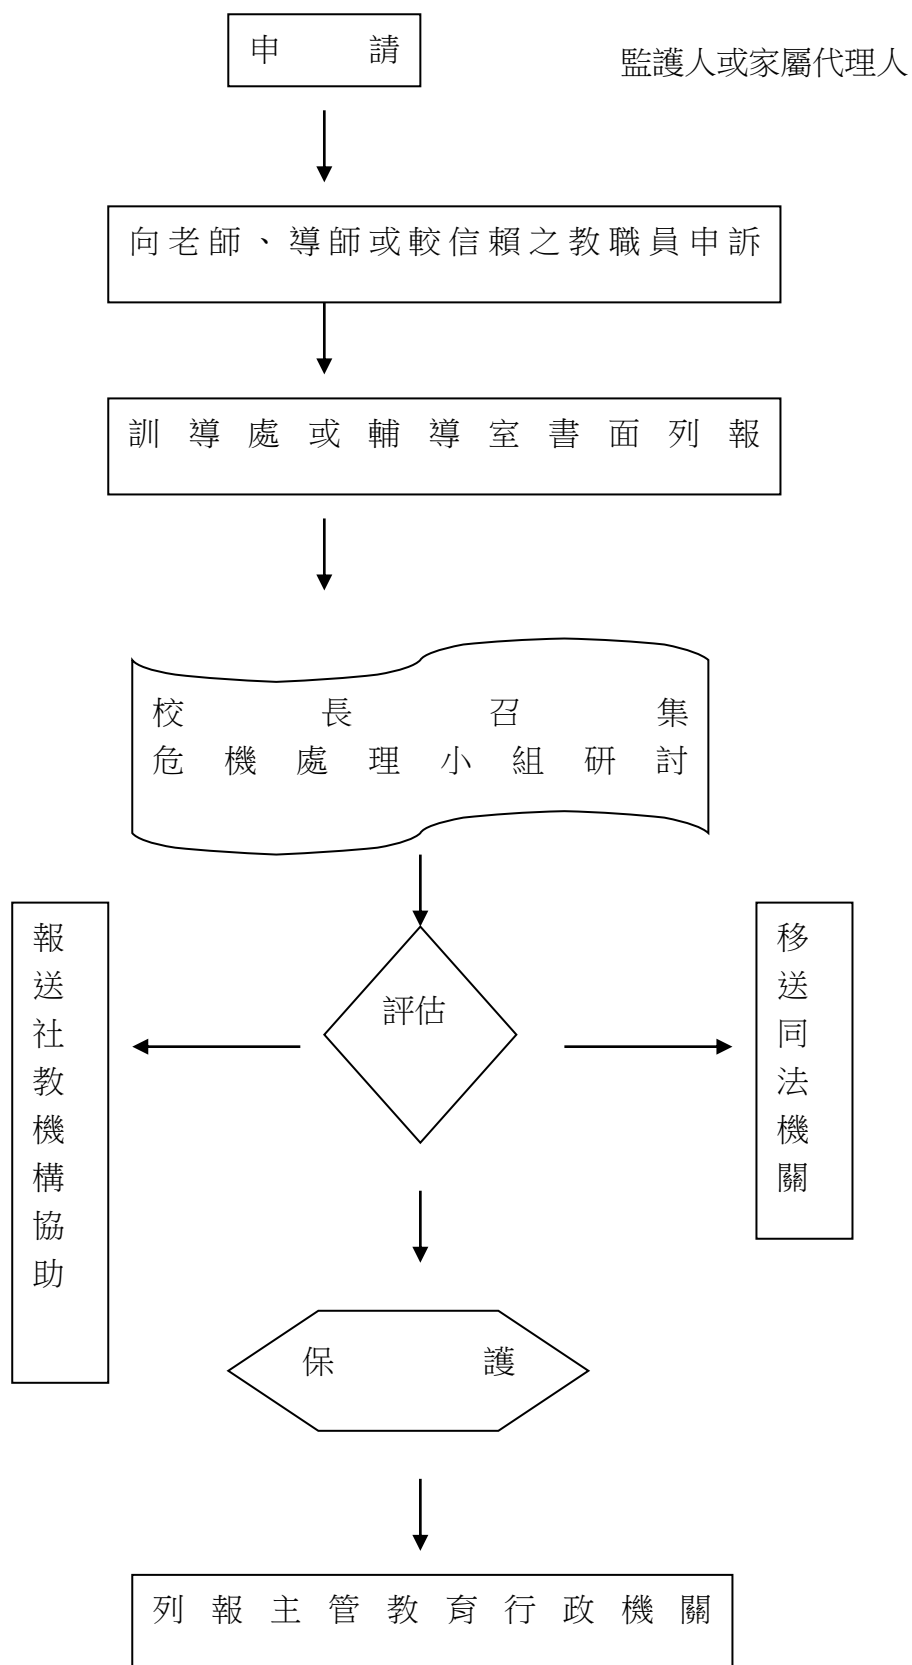 申請
監護人或家屬代理人
向老師、導師或較信賴之教職員申訴
訓導處或輔導室書面列報
校長召集
危機處理小組研討
評估
報送社教機構協助
移送同法機關
保護
列報主管教育行政機關